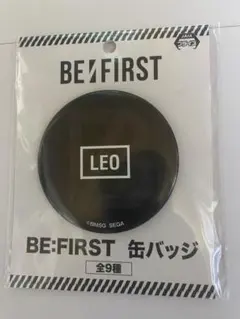 BE:FIRST
LEO
©BMSG SEGA
BE:FIRST 缶バッジ
全9種